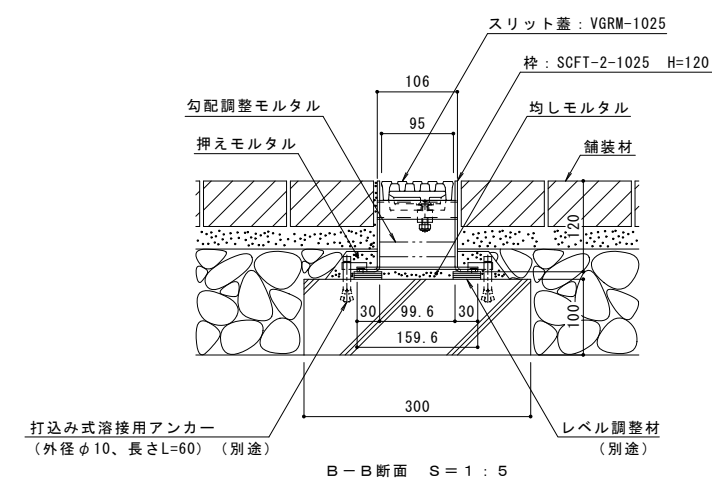 スリット蓋：VGRM-1025
枠：SCFT-2-1025　H=120
106
勾配調整モルタル
均しモルタル
95
押えモルタル
舗装材
120
100
30
99.6
30
159.6
300
打込み式溶接用アンカー
（外径φ10、長さL=60）（別途）
レベル調整材
（別途）
B－B断面　S＝1：5